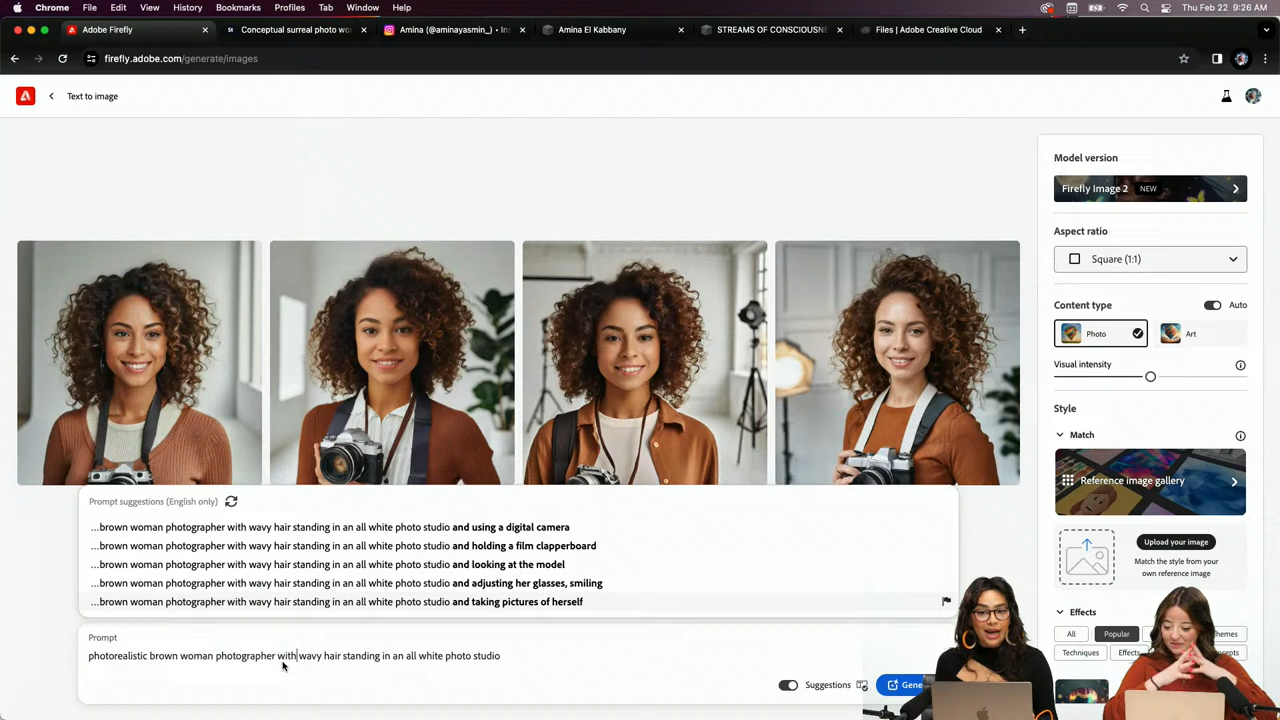 Chrome File Edit View History Bookmarks Profiles Tab Window Help Thu Feb 22 9:26 AM
Adobe Firefly Conceptual surreal photo wo Amina (@aminayasmin_) • Ins Amina El Kabbany STREAMS OF CONSCIOUSNE Files | Adobe Creative Cloud
firefly.adobe.com/generate/images
Text to image
Model version
Firefly Image 2 NEW
Aspect ratio
Square (1:1)
Content type Auto
Photo Art
Visual intensity
Style
Match
Reference image gallery
Upload your image
Match the style from your
own reference image
Effects
All Popular
Techniques
Prompt suggestions (English only)
...brown woman photographer with wavy hair standing in an all white photo studio and using a digital camera
...brown woman photographer with wavy hair standing in an all white photo studio and holding a film clapperboard
...brown woman photographer with wavy hair standing in an all white photo studio and looking at the model
...brown woman photographer with wavy hair standing in an all white photo studio and adjusting her glasses, smiling
...brown woman photographer with wavy hair standing in an all white photo studio and taking pictures of herself
Prompt
photorealistic brown woman photographer with wavy hair standing in an all white photo studio
Suggestions Gene